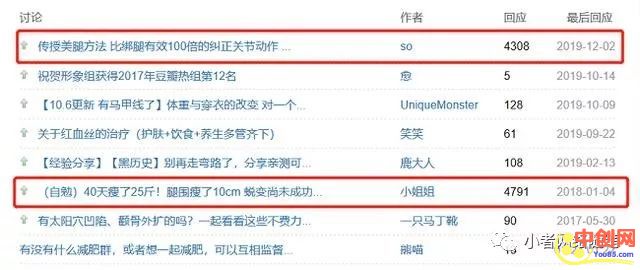 讨论 作者 回应 最后回应
传授美腿方法 比绑腿有效100倍的纠正关节动作 ... so 4308 2019-12-02
祝贺形象组获得2017年豆瓣热组第12名 愈 5 2019-10-14
【10.6更新 有马甲线了】体重与穿衣的改变 对一个... UniqueMonster 128 2019-10-09
关于红血丝的治疗（护肤+饮食+养生多管齐下） 笑笑 61 2019-09-22
【经验分享】【黑历史】别再走弯路了，分享亲测可... 鹿大人 108 2019-02-13
（自勉）40天瘦了25斤！腿围瘦了10cm 蜕变尚未成功... 小姐姐 4791 2018-01-04
有太阳穴凹陷、颧骨外扩的吗？一起看看这些不费力... 一只马丁靴 90 2017-05-30
有没有什么减肥群，或者想一起减肥，可以互相监督... 熊喵
中创网
Yoo85.com